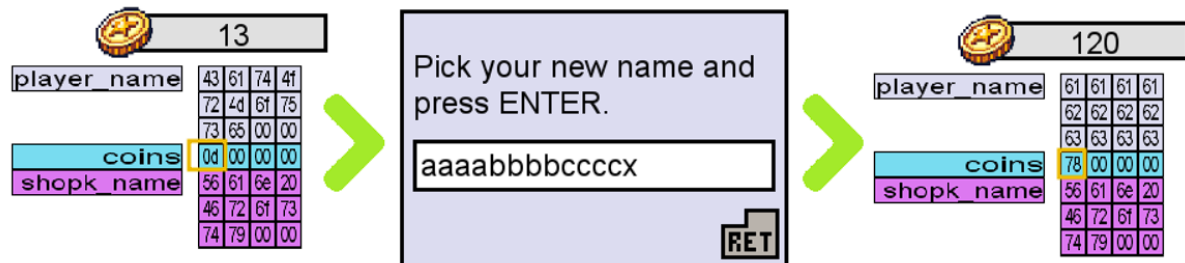 13
player_name 43 61 74 4f
72 4d 6f 75
73 65 00 00
coins 0d 00 00 00
shopk_name 56 61 6e 20
46 72 6f 73
74 79 00 00
Pick your new name and
press ENTER.
aaaabbbbccccx
RET
120
player_name 61 61 61 61
62 62 62 62
63 63 63 63
coins 78 00 00 00
shopk_name 56 61 6e 20
46 72 6f 73
74 79 00 00